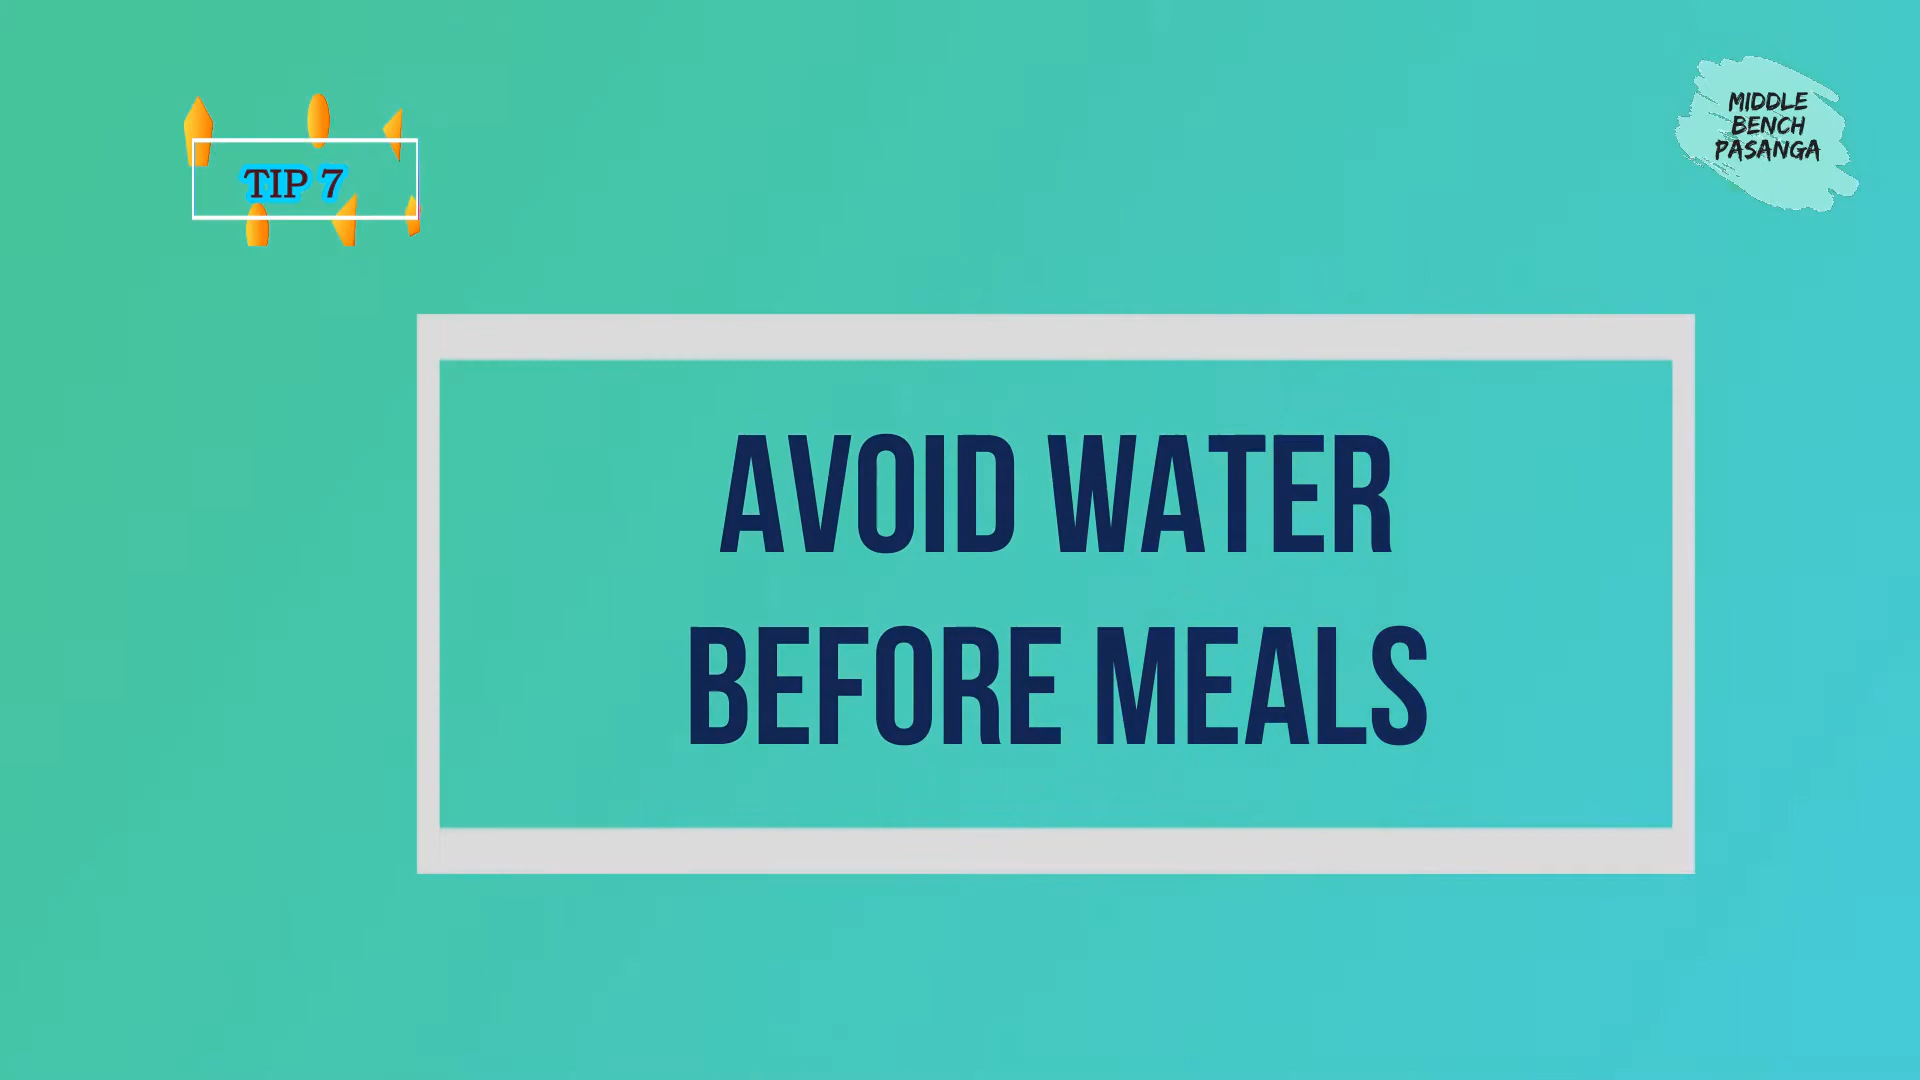 TIP 7
MIDDLE
BENCH
PASANGA
AVOID WATER
BEFORE MEALS